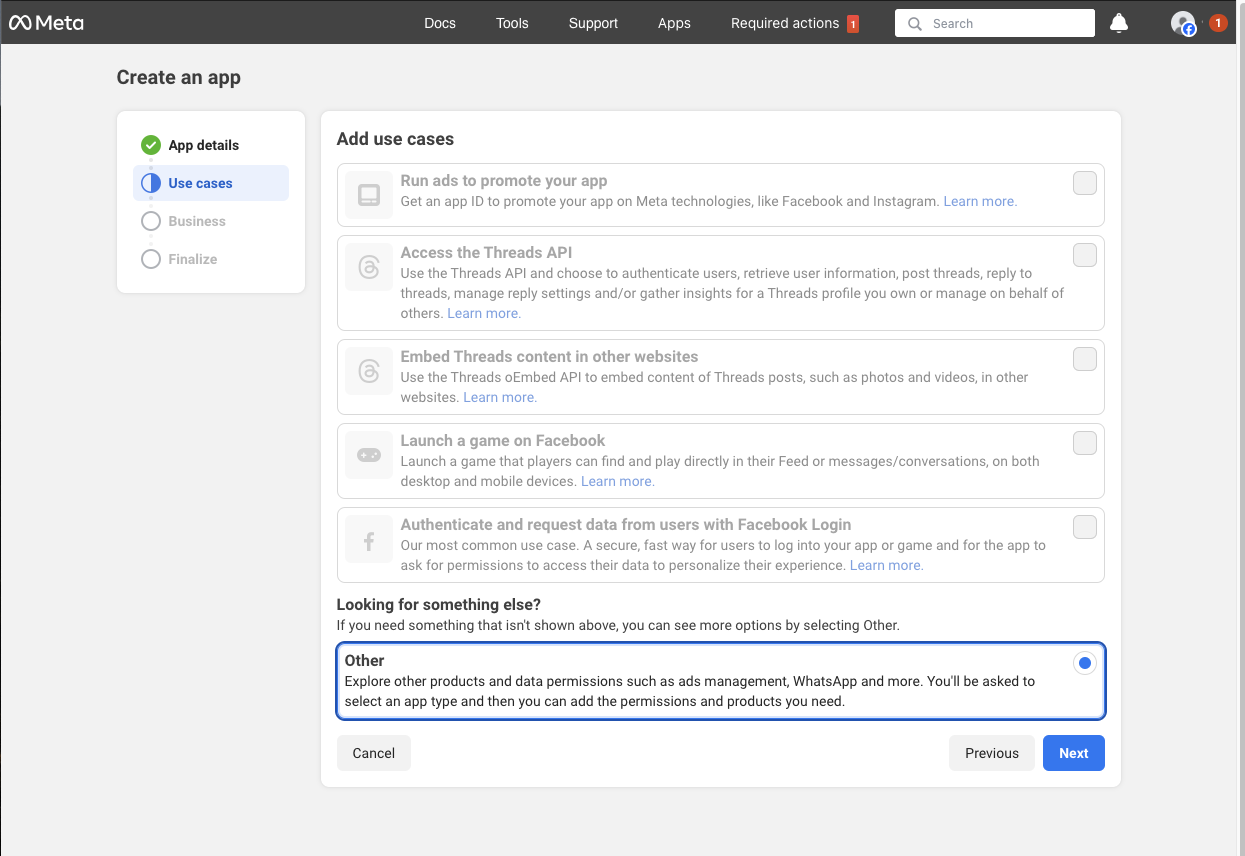 Meta
Docs Tools Support Apps Required actions 1 Search 1
Create an app
App details
Use cases
Business
Finalize
Add use cases
Run ads to promote your app
Get an app ID to promote your app on Meta technologies, like Facebook and Instagram. Learn more.
Access the Threads API
Use the Threads API and choose to authenticate users, retrieve user information, post threads, reply to
threads, manage reply settings and/or gather insights for a Threads profile you own or manage on behalf of
others. Learn more.
Embed Threads content in other websites
Use the Threads oEmbed API to embed content of Threads posts, such as photos and videos, in other
websites. Learn more.
Launch a game on Facebook
Launch a game that players can find and play directly in their Feed or messages/conversations, on both
desktop and mobile devices. Learn more.
Authenticate and request data from users with Facebook Login
Our most common use case. A secure, fast way for users to log into your app or game and for the app to
ask for permissions to access their data to personalize their experience. Learn more.
Looking for something else?
If you need something that isn't shown above, you can see more options by selecting Other.
Other
Explore other products and data permissions such as ads management, WhatsApp and more. You'll be asked to
select an app type and then you can add the permissions and products you need.
Cancel Previous Next